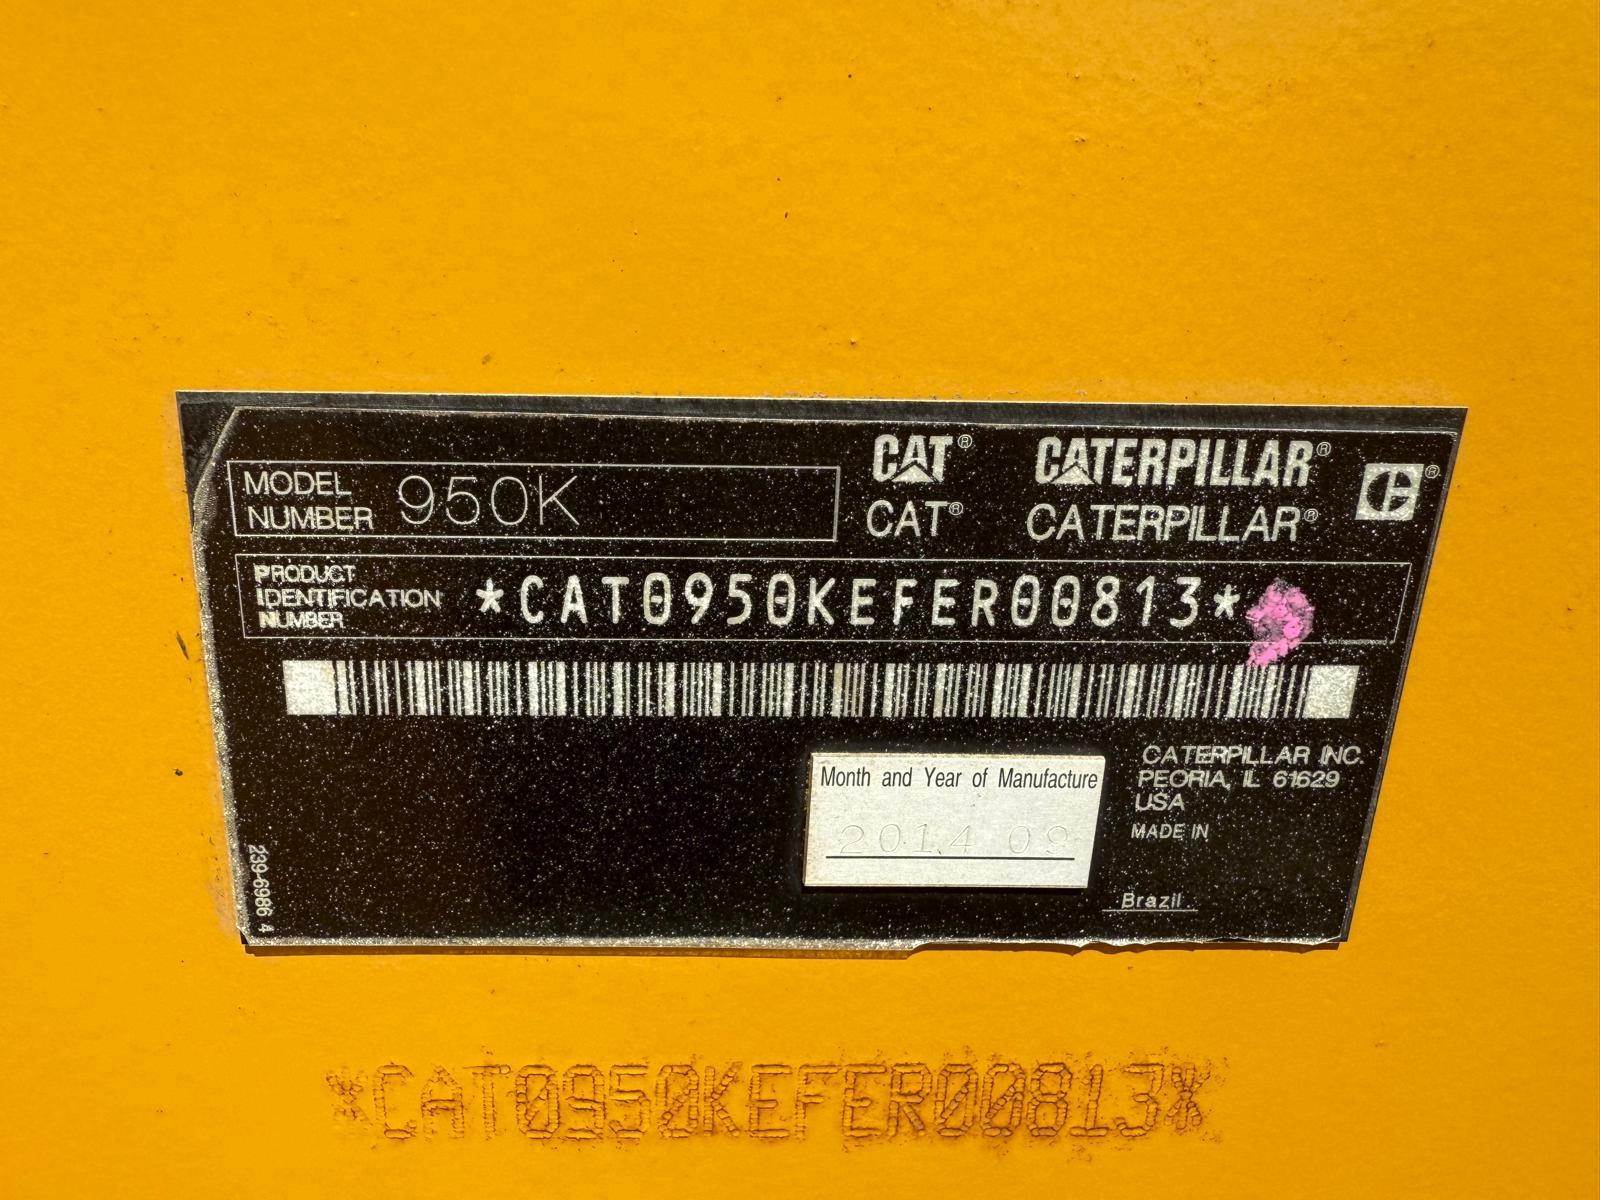 CAT® CATERPILLAR®
MODEL NUMBER 950K
CAT® CATERPILLAR®
PRODUCT IDENTIFICATION NUMBER *CAT0950KEFER00813*
Month and Year of Manufacture
2014 09
CATERPILLAR INC.
PEORIA, IL 61629
USA
MADE IN
Brazil
239-6986 4
*CAT0950KEFER00813*